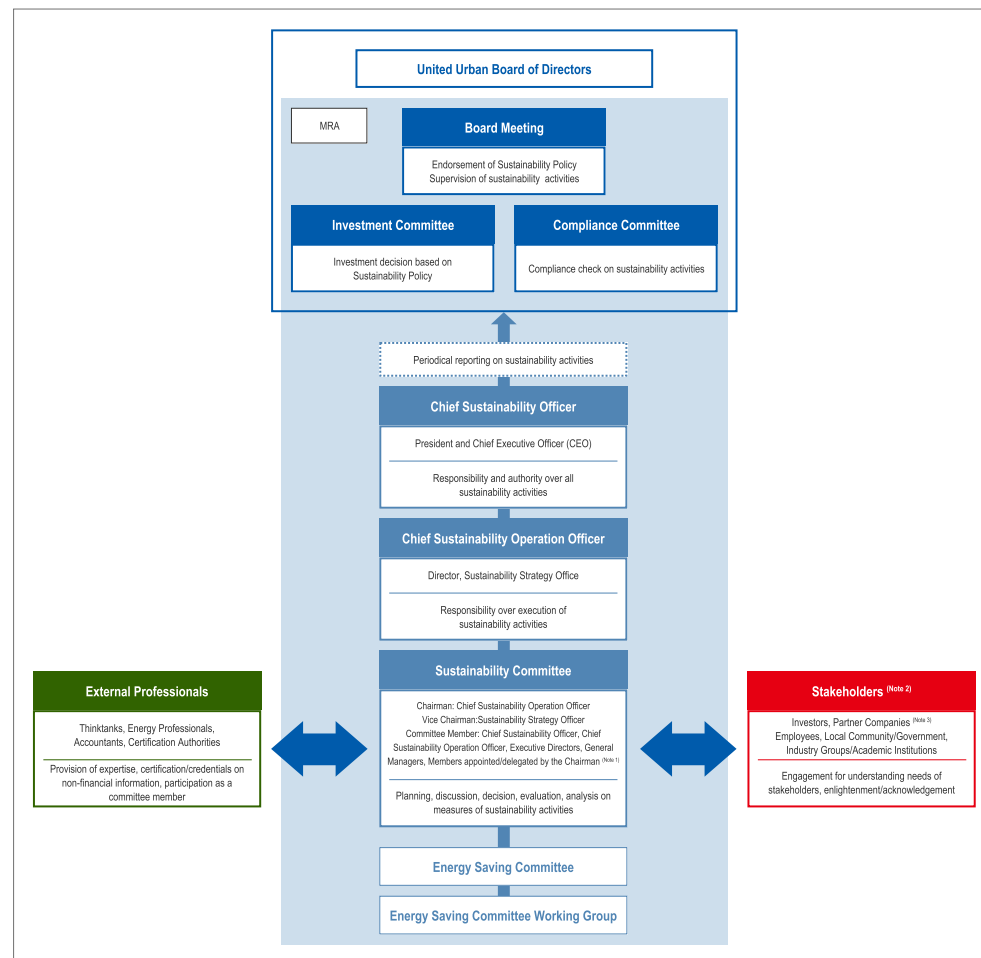 United Urban Board of Directors
MRA
Board Meeting
Endorsement of Sustainability Policy
Supervision of sustainability activities
Investment Committee
Investment decision based on
Sustainability Policy
Compliance Committee
Compliance check on sustainability activities
Periodical reporting on sustainability activities
Chief Sustainability Officer
President and Chief Executive Officer (CEO)
Responsibility and authority over all
sustainability activities
Chief Sustainability Operation Officer
Director, Sustainability Strategy Office
Responsibility over execution of
sustainability activities
External Professionals
Thinktanks, Energy Professionals,
Accountants, Certification Authorities
Provision of expertise, certification/credentials on
non-financial information, participation as a
committee member
Sustainability Committee
Chairman: Chief Sustainability Operation Officer
Vice Chairman:Sustainability Strategy Officer
Committee Member: Chief Sustainability Officer, Chief
Sustainability Operation Officer, Executive Directors, General
Managers, Members appointed/delegated by the Chairman (Note 1)
Planning, discussion, decision, evaluation, analysis on
measures of sustainability activities
Stakeholders (Note 2)
Investors, Partner Companies (Note 3)
Employees, Local Community/Government,
Industry Groups/Academic Institutions
Engagement for understanding needs of
stakeholders, enlightenment/acknowledgement
Energy Saving Committee
Energy Saving Committee Working Group